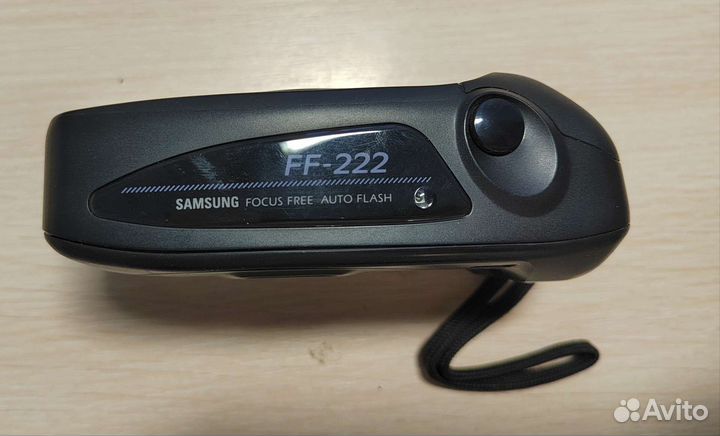 FF-222
SAMSUNG FOCUS FREE AUTO FLASH
Avito